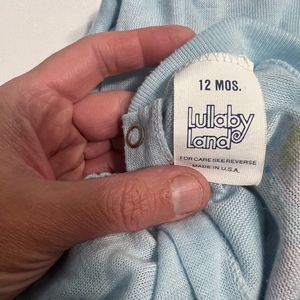 12 MOS.
Lullaby
Land
FOR CARE SEE REVERSE
MADE IN U.S.A.